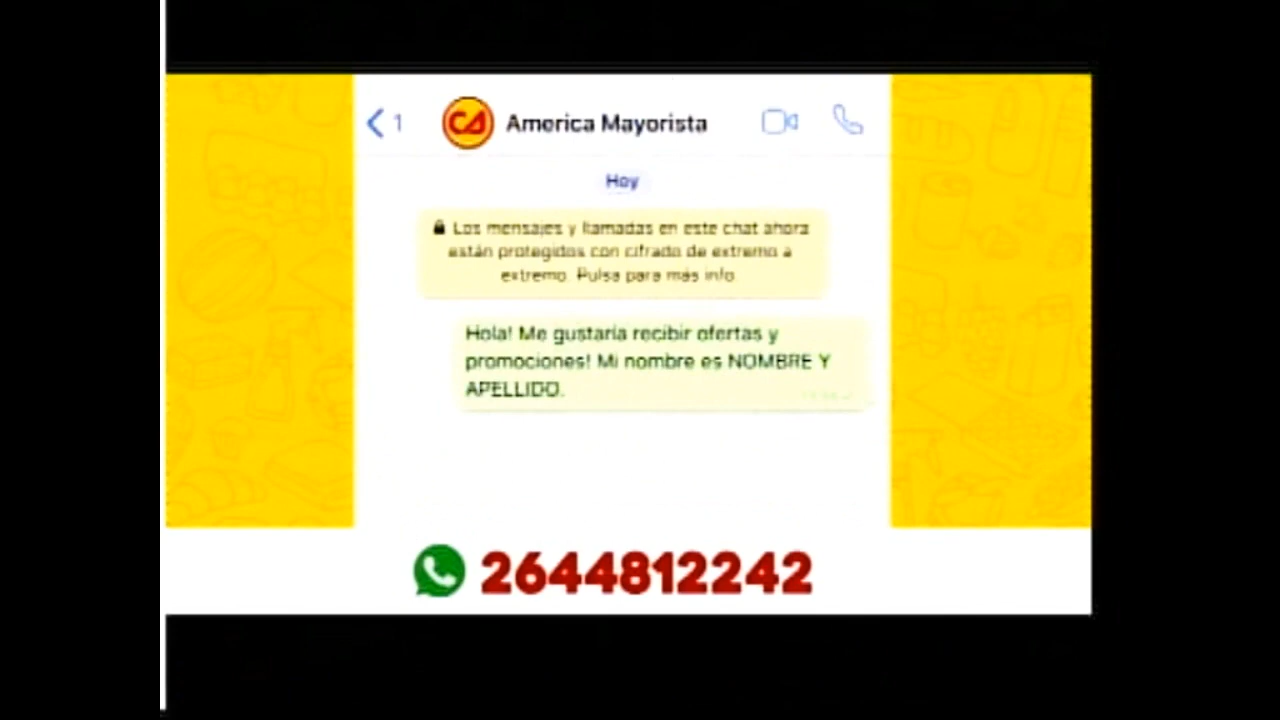 1 CA America Mayorista
Hoy
Los mensajes y llamadas en este chat ahora
están protegidos con cifrado de extremo a
extremo. Pulsa para más info.
Hola! Me gustaría recibir ofertas y
promociones! Mi nombre es NOMBRE Y
APELLIDO.
2644812242